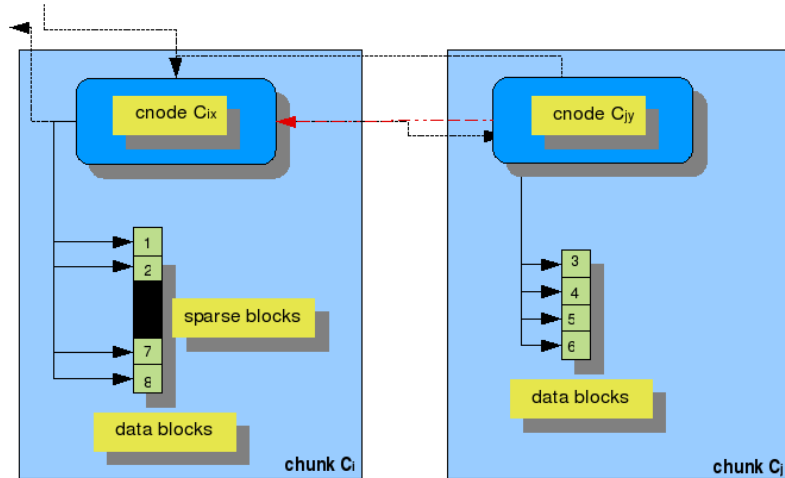 cnode Cix
cnode Cjy
1
2
sparse blocks
7
8
data blocks
chunk Ci
3
4
5
6
data blocks
chunk Cj